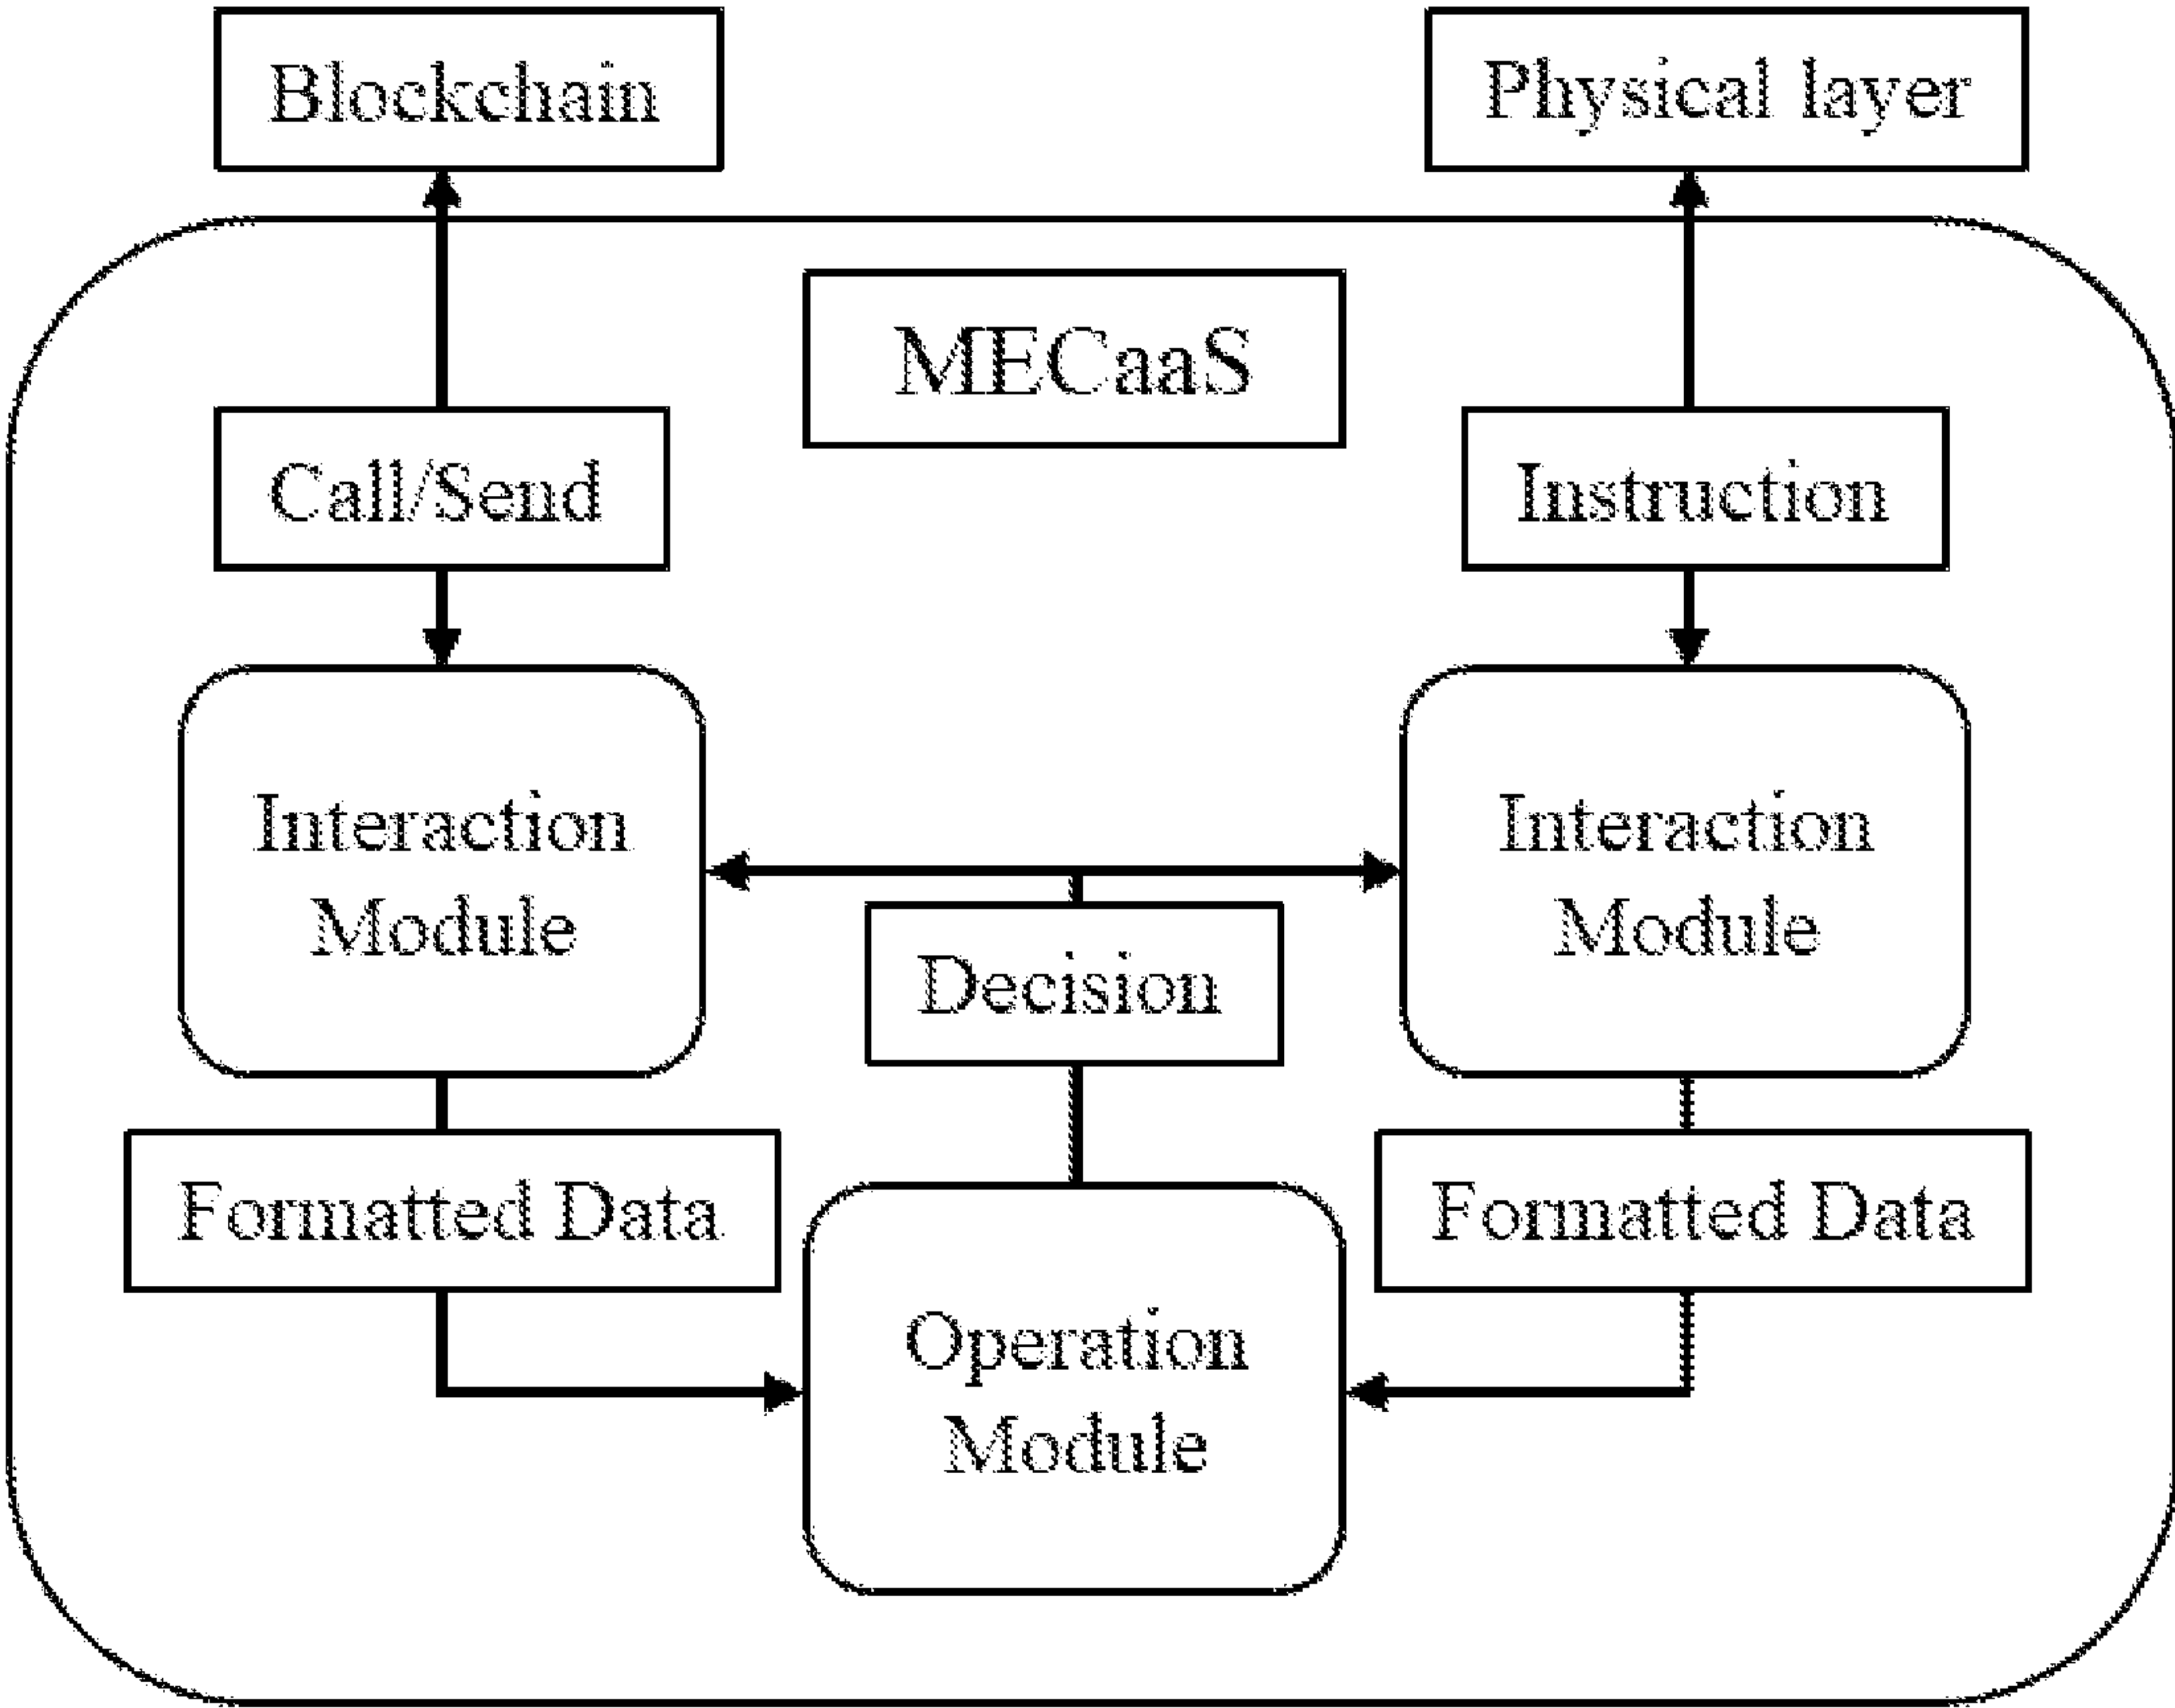 Blockchain
Physical layer
MECaaS
Call/Send
Instruction
Interaction
Module
Interaction
Module
Decision
Formatted Data
Formatted Data
Operation
Module